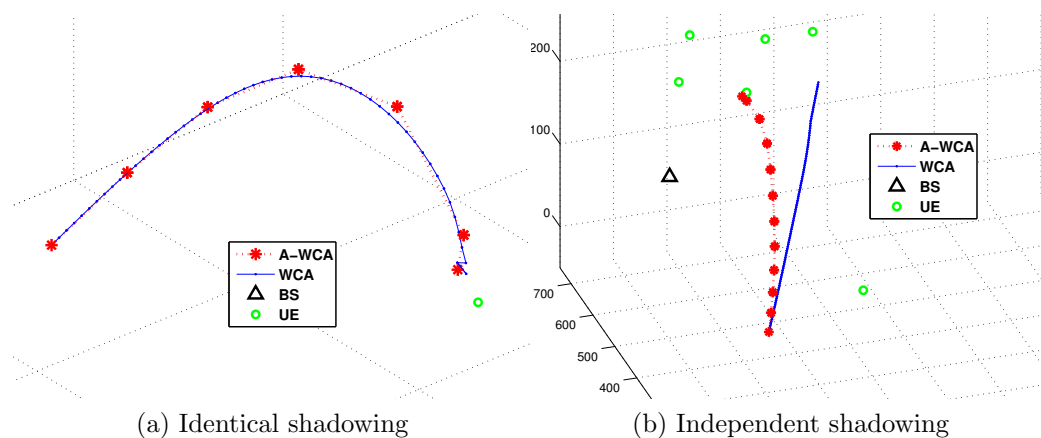 A-WCA
WCA
BS
UE
(a) Identical shadowing
200
100
0
700
600
500
400
A-WCA
WCA
BS
UE
(b) Independent shadowing